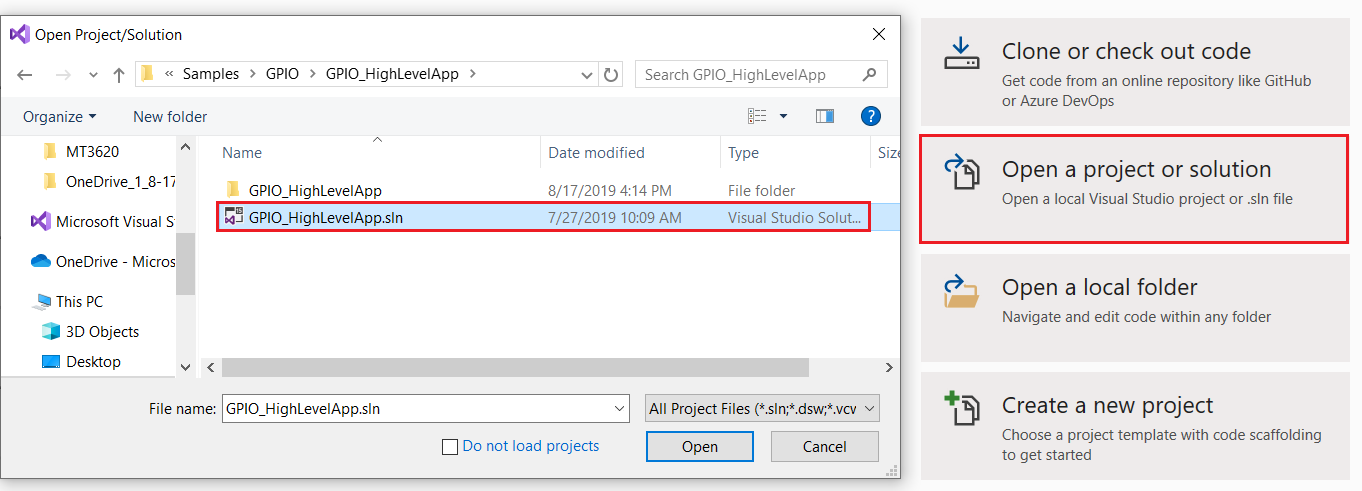 Open Project/Solution
« Samples > GPIO > GPIO_HighLevelApp >
Search GPIO_HighLevelApp
Organize
New folder
?
MT3620
OneDrive_1_8-17
Microsoft Visual S
OneDrive - Micros
This PC
3D Objects
Desktop
Name Date modified Type Size
GPIO_HighLevelApp 8/17/2019 4:14 PM File folder
GPIO_HighLevelApp.sln 7/27/2019 10:09 AM Visual Studio Solut...
File name: GPIO_HighLevelApp.sln
All Project Files (*.sln;*.dsw;*.vcw
Do not load projects
Open
Cancel
Clone or check out code
Get code from an online repository like GitHub
or Azure DevOps
Open a project or solution
Open a local Visual Studio project or .sln file
Open a local folder
Navigate and edit code within any folder
Create a new project
Choose a project template with code scaffolding
to get started